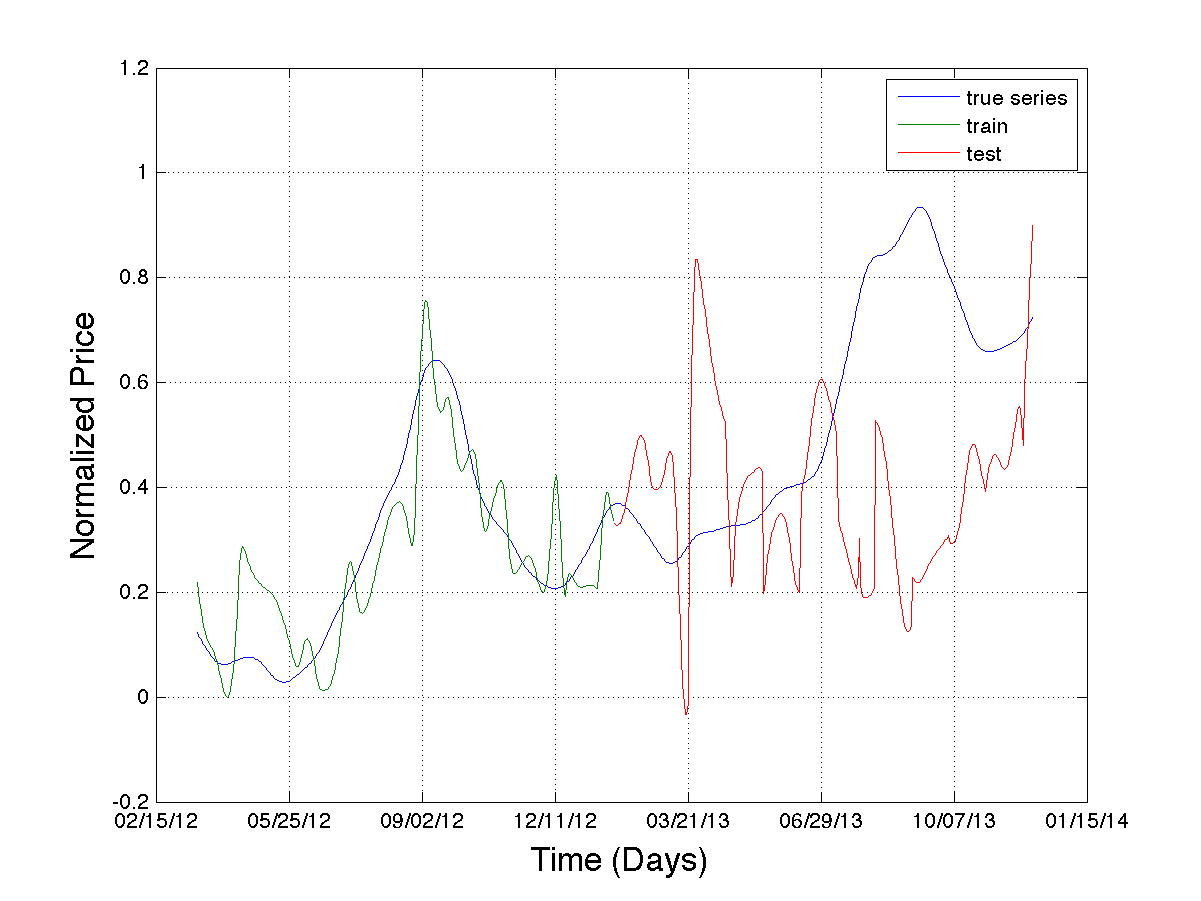 1.2
true series
train
test
1
0.8
0.6
0.4
0.2
0
-0.2
Normalized Price
02/15/12 05/25/12 09/02/12 12/11/12 03/21/13 06/29/13 10/07/13 01/15/14
Time (Days)